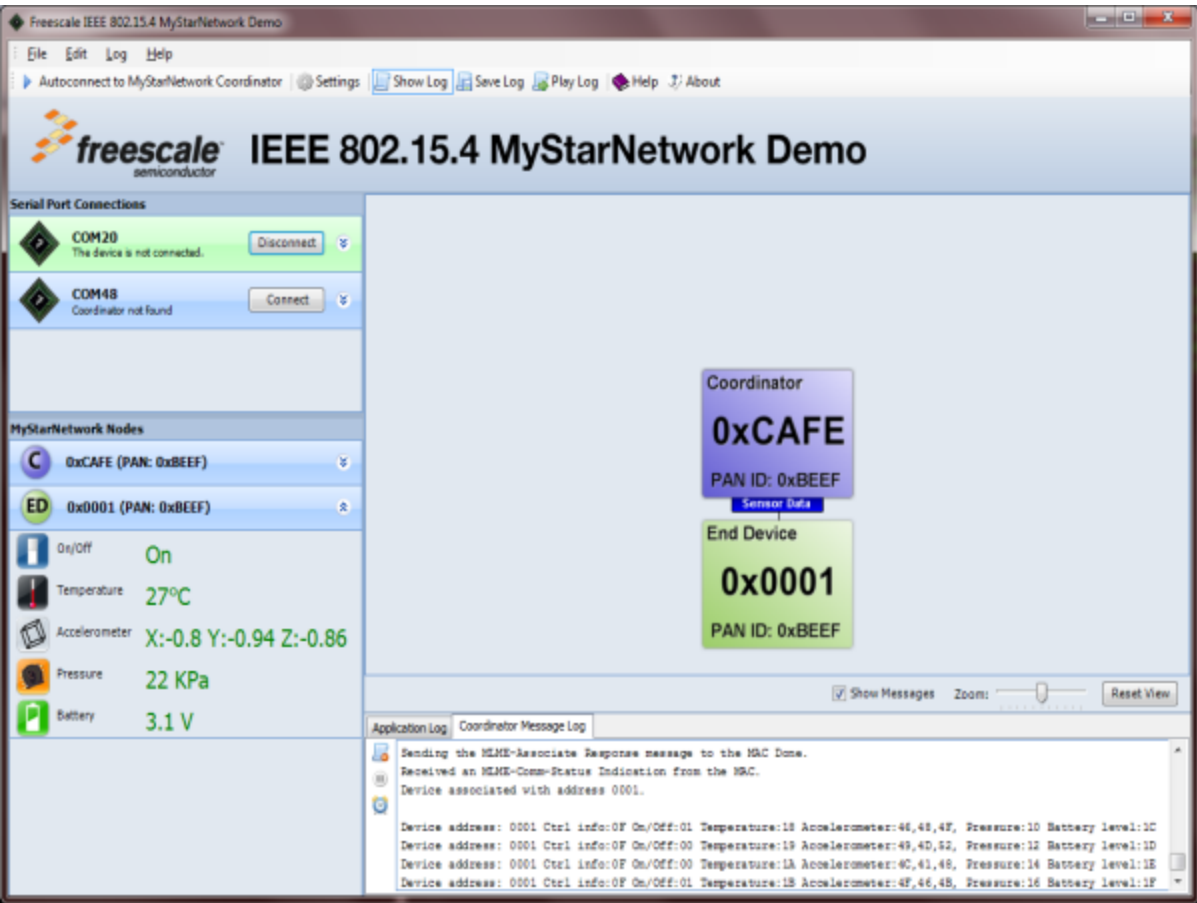 Freescale IEEE 802.15.4 MyStarNetwork Demo
File Edit Log Help
Autoconnect to MyStarNetwork Coordinator Settings Show Log Save Log Play Log Help About
freescale
semiconductor
IEEE 802.15.4 MyStarNetwork Demo
Serial Port Connections
COM20
The device is not connected.
Disconnect
COM48
Coordinator not found
Connect
MyStarNetwork Nodes
C 0xCAFE (PAN: 0xBEEF)
ED 0x0001 (PAN: 0xBEEF)
On/Off On
Temperature 27ºC
Accelerometer X:-0.8 Y:-0.94 Z:-0.86
Pressure 22 KPa
Battery 3.1 V
Coordinator
0xCAFE
PAN ID: 0xBEEF
Sensor Data
End Device
0x0001
PAN ID: 0xBEEF
Show Messages Zoom: Reset View
Application Log Coordinator Message Log
Sending the MLME-Associate Response message to the MAC Done.
Received an MLME-Comm-Status Indication from the MAC.
Device associated with address 0001.
Device address: 0001 Ctrl info:0F On/Off:01 Temperature:18 Accelerometer:46,48,4F, Pressure:10 Battery level:1C
Device address: 0001 Ctrl info:0F On/Off:00 Temperature:19 Accelerometer:49,4D,52, Pressure:12 Battery level:1D
Device address: 0001 Ctrl info:0F On/Off:00 Temperature:1A Accelerometer:4C,41,48, Pressure:14 Battery level:1E
Device address: 0001 Ctrl info:0F On/Off:01 Temperature:1B Accelerometer:4F,46,4B, Pressure:16 Battery level:1F